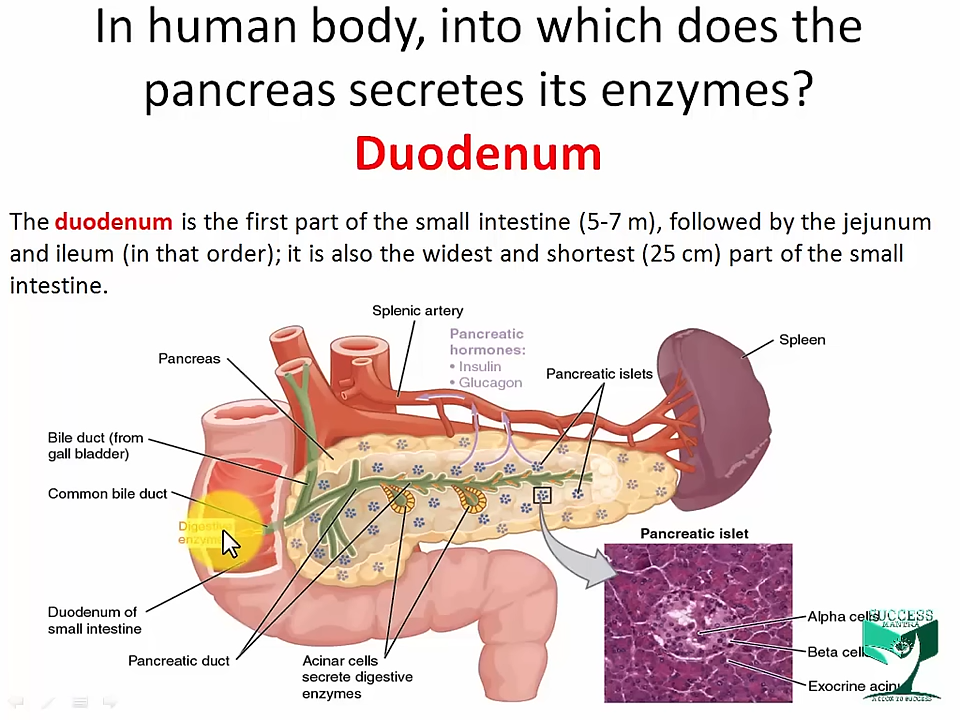 In human body, into which does the
pancreas secretes its enzymes?
Duodenum
The duodenum is the first part of the small intestine (5-7 m), followed by the jejunum
and ileum (in that order); it is also the widest and shortest (25 cm) part of the small
intestine.
Splenic artery
Pancreatic
hormones:
• Insulin
• Glucagon
Spleen
Pancreas
Pancreatic islets
Bile duct (from
gall bladder)
Common bile duct
Digestive
Pancreatic islet
Duodenum of
small intestine
Alpha cells
SUCCESS
MANTRA
Beta
Pancreatic duct
Acinar cells
secrete digestive
enzymes
Exocrine